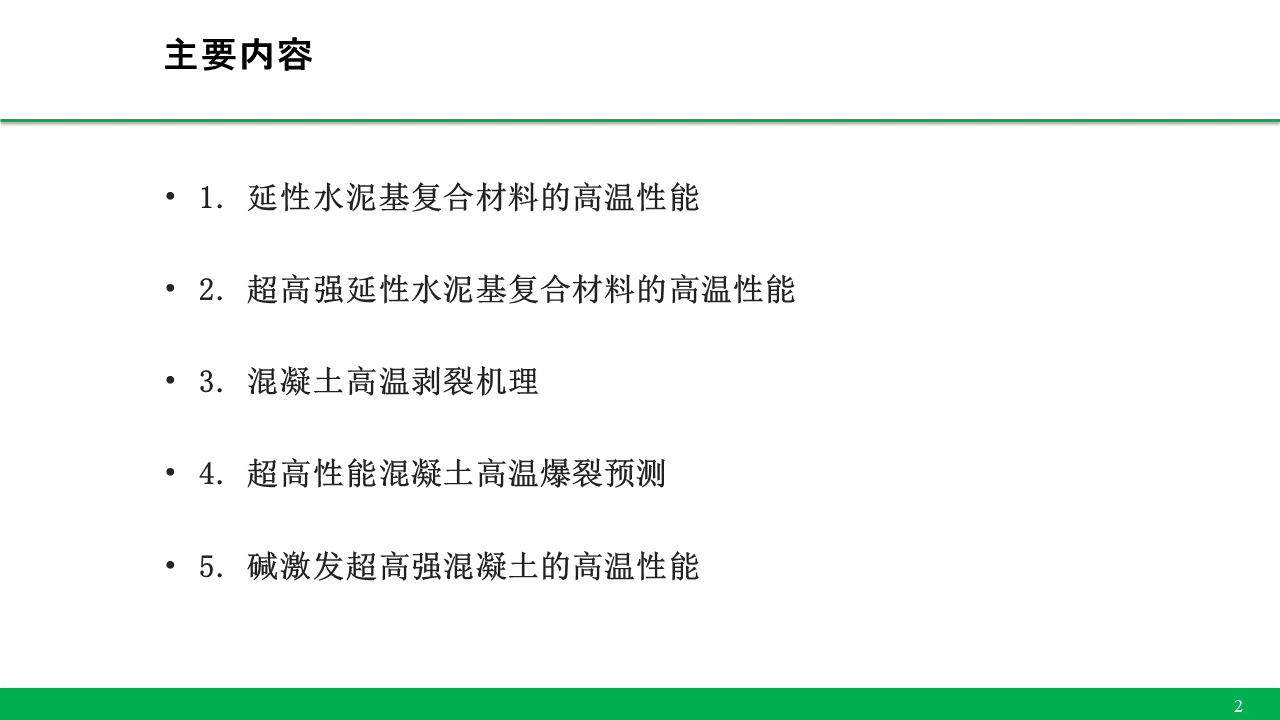 主要内容
• 1. 延性水泥基复合材料的高温性能
• 2. 超高强延性水泥基复合材料的高温性能
• 3. 混凝土高温剥裂机理
• 4. 超高性能混凝土高温爆裂预测
• 5. 碱激发超高强混凝土的高温性能
2